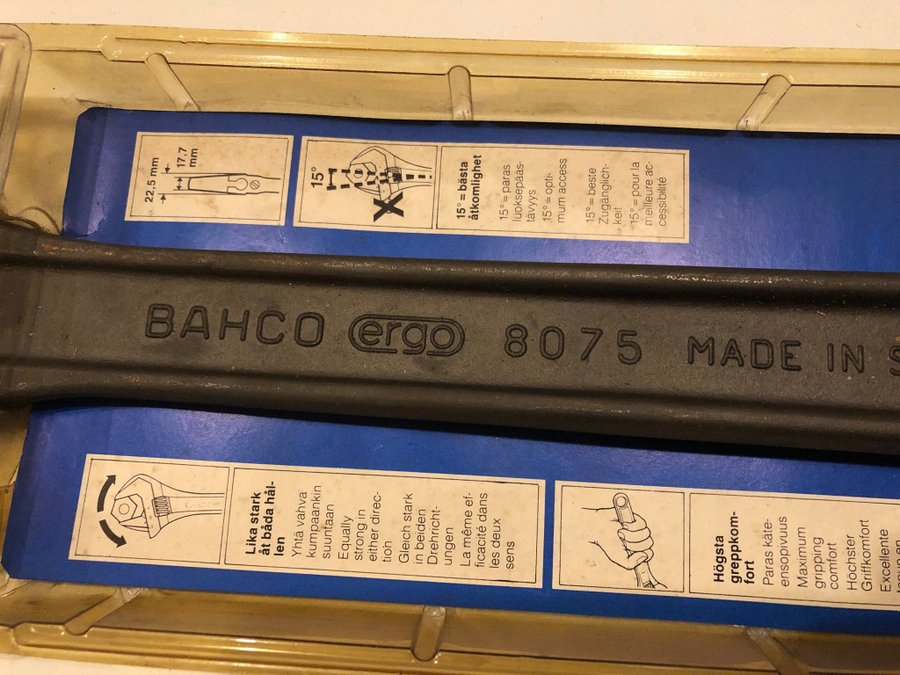 22,5 mm
17,7
mm
15°
15° = bästa
åtkomlighet
15° = paras
luoksepääs-
tävyys
15° = opti-
mum access
15° = beste
Zugänglich-
keit
15° = pour la
meilleure ac-
cessibilité
BAHCO ergo 8075 MADE IN S
Lika stark
åt båda hål-
len
Yhtä vahva
kumpaankin
suuntaan
Equally
strong in
either direc-
tioh
Gleich stark
in beiden
Drehricht-
ungen
La même ef-
ficacité dans
les deux
sens
Högsta
greppkom-
fort
Paras käte-
ensopivuus
Maximum
gripping
comfort
Höchster
Griffkomfort
Excellente